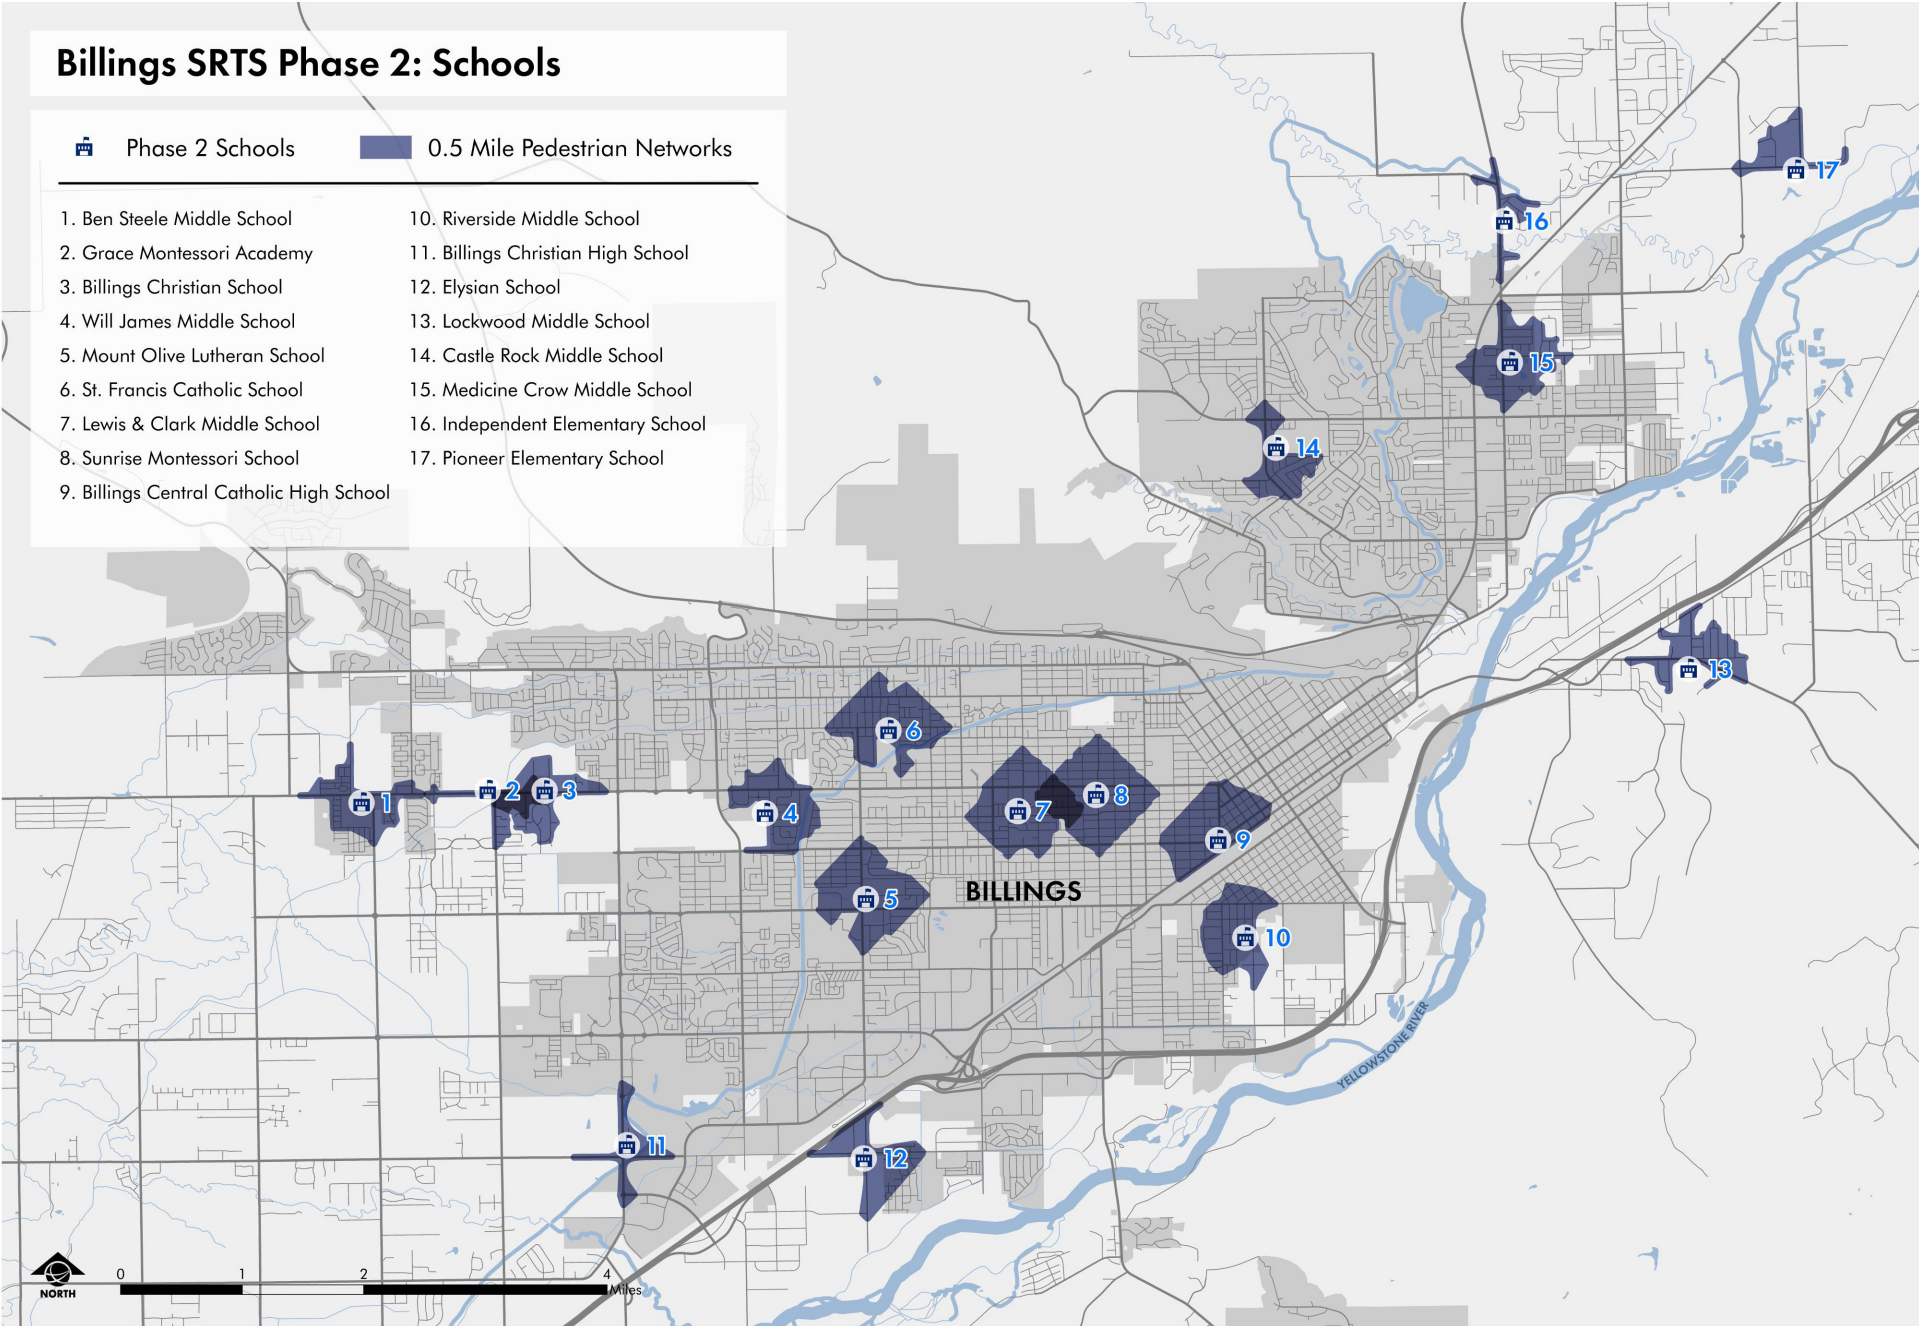 Billings SRTS Phase 2: Schools
Phase 2 Schools
0.5 Mile Pedestrian Networks
1. Ben Steele Middle School
2. Grace Montessori Academy
3. Billings Christian School
4. Will James Middle School
5. Mount Olive Lutheran School
6. St. Francis Catholic School
7. Lewis & Clark Middle School
8. Sunrise Montessori School
9. Billings Central Catholic High School
10. Riverside Middle School
11. Billings Christian High School
12. Elysian School
13. Lockwood Middle School
14. Castle Rock Middle School
15. Medicine Crow Middle School
16. Independent Elementary School
17. Pioneer Elementary School
17
16
15
14
13
6
1
2
3
4
7
8
9
5
BILLINGS
10
YELLOWSTONE RIVER
11
12
NORTH
0 1 2 4
Miles